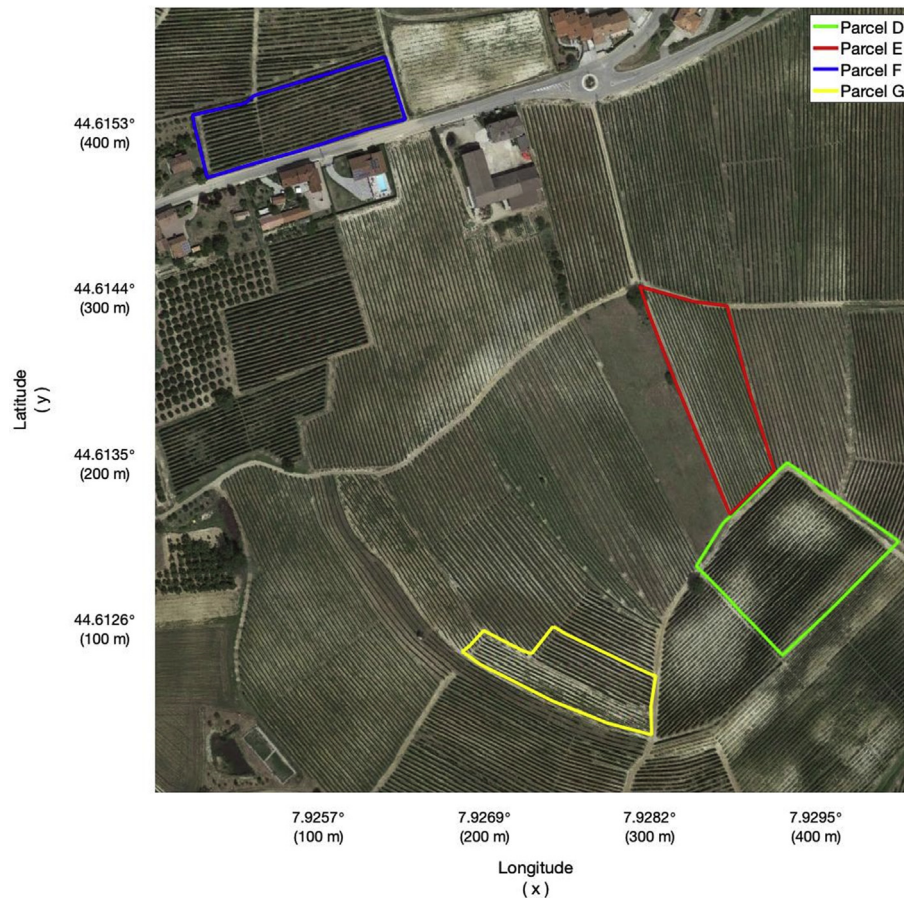 Parcel D
Parcel E
Parcel F
Parcel G
44.6153°
(400 m)
44.6144°
(300 m)
44.6135°
(200 m)
44.6126°
(100 m)
Latitude
( y )
7.9257°
(100 m)
7.9269°
(200 m)
7.9282°
(300 m)
7.9295°
(400 m)
Longitude
( x )